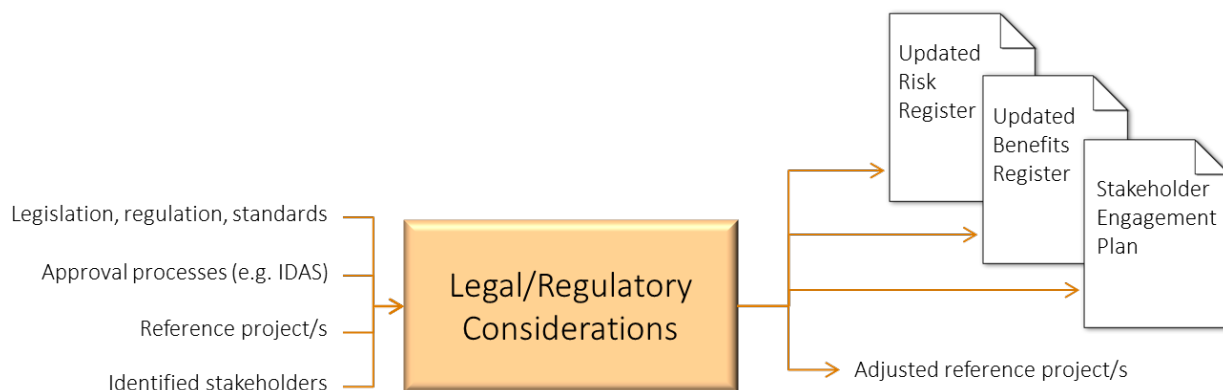 Legislation, regulation, standards
Approval processes (e.g. IDAS)
Reference project/s
Identified stakeholders
Legal/Regulatory
Considerations
Updated
Risk
Register
Updated
Benefits
Register
Stakeholder
Engagement
Plan
Adjusted reference project/s